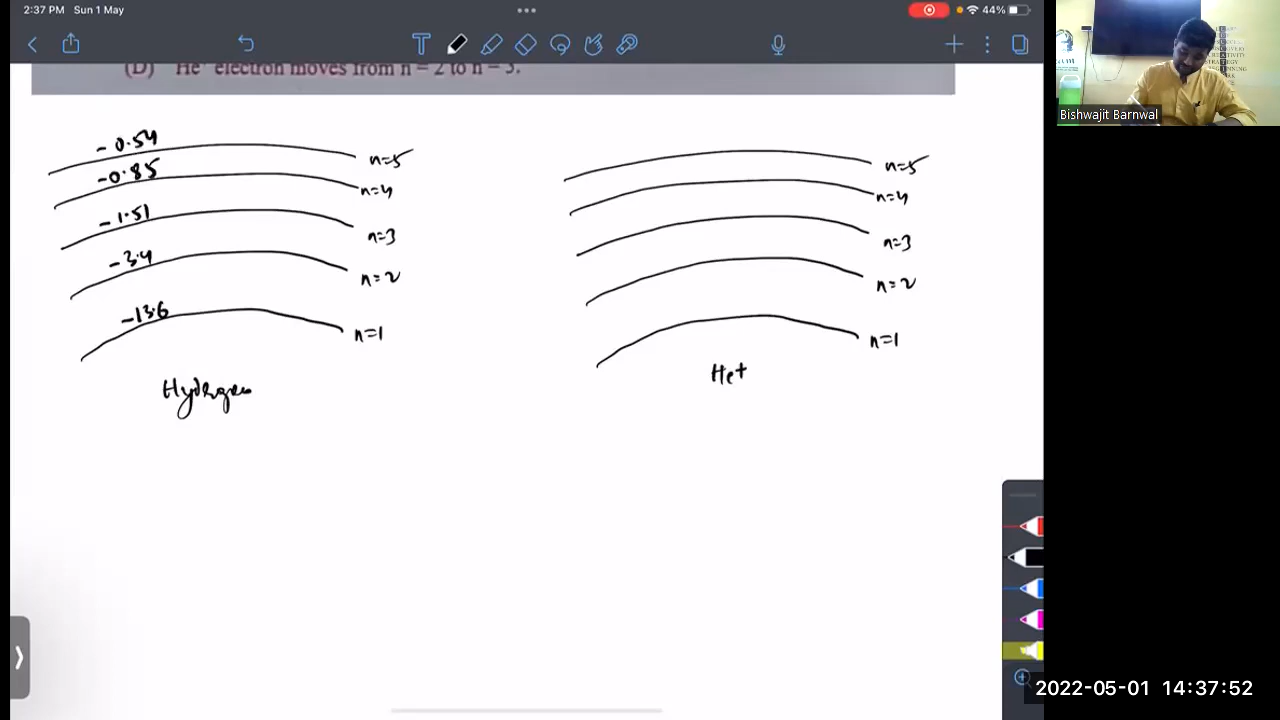 2:37 PM Sun 1 May
44%
(D) He⁺ electron moves from n = 2 to n = 3.
Bishwajit Barnwal
-0.54
n=5
-0.85
n=4
-1.51
n=3
-3.4
n=2
-13.6
n=1
Hydrogen
n=5
n=4
n=3
n=2
n=1
He+
2022-05-01 14:37:52